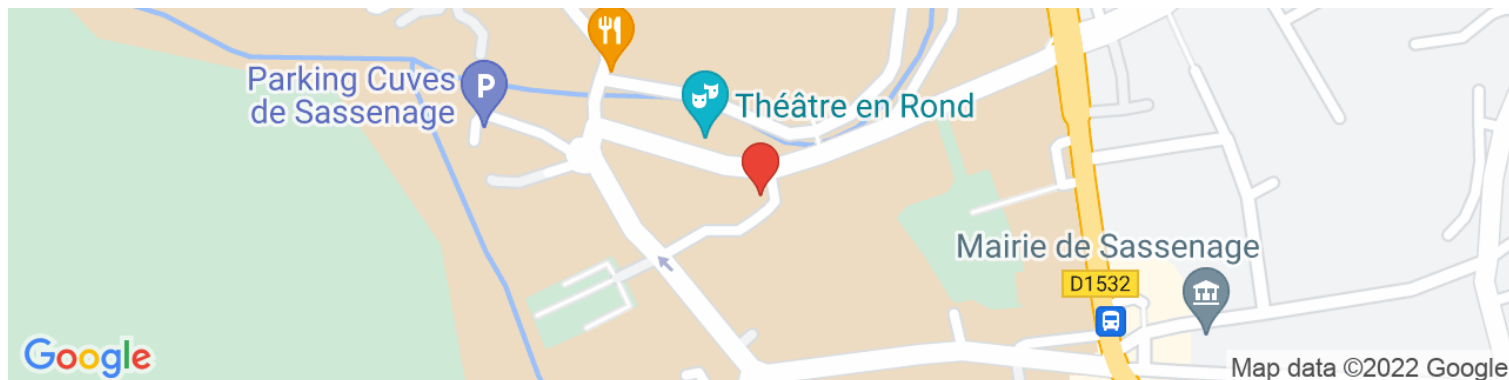 Parking Cuves
de Sassenage
P
Théâtre en Rond
Mairie de Sassenage
D1532
Google
Map data ©2022 Google